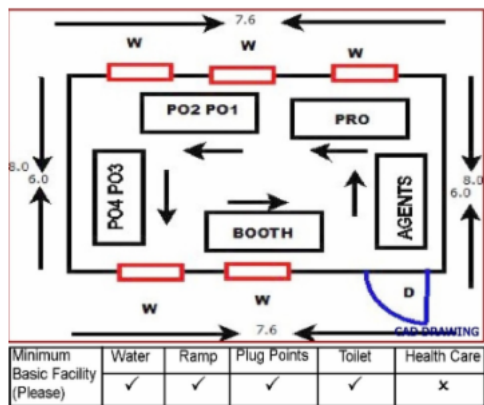 7.6
W
W
W
PO2 PO1
PRO
8.0
6.0
PO4 PO3
AGENTS
8.0
6.0
BOOTH
W
W
D
CAD DRAWING
7.6
Minimum Basic Facility (Please) Water Ramp Plug Points Toilet Health Care
✓ ✓ ✓ ✓ x